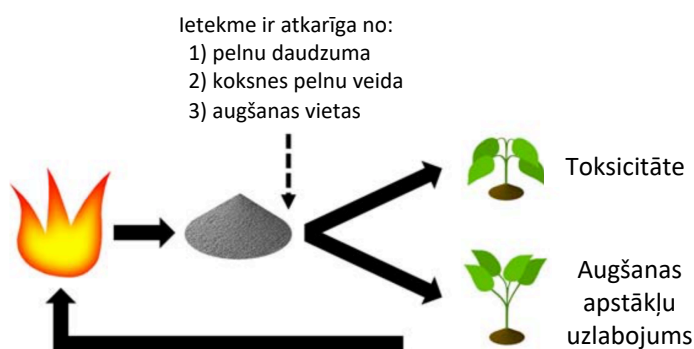 Ietekme ir atkarīga no:
1) pelnu daudzuma
2) koksnes pelnu veida
3) augšanas vietas
Toksicitāte
Augšanas
apstākļu
uzlabojums